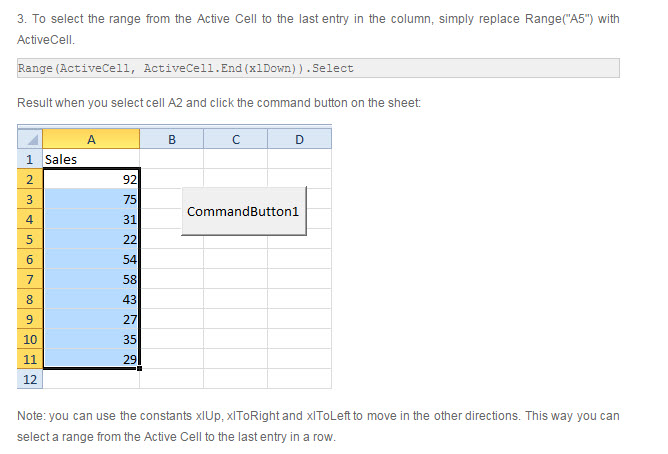 3. To select the range from the Active Cell to the last entry in the column, simply replace Range("A5") with
ActiveCell.
Range(ActiveCell, ActiveCell.End(xlDown)).Select
Result when you select cell A2 and click the command button on the sheet:
A B C D
1 Sales
2 92
3 75
CommandButton1
4 31
5 22
6 54
7 58
8 43
9 27
10 35
11 29
12
Note: you can use the constants xlUp, xlToRight and xlToLeft to move in the other directions. This way you can
select a range from the Active Cell to the last entry in a row.